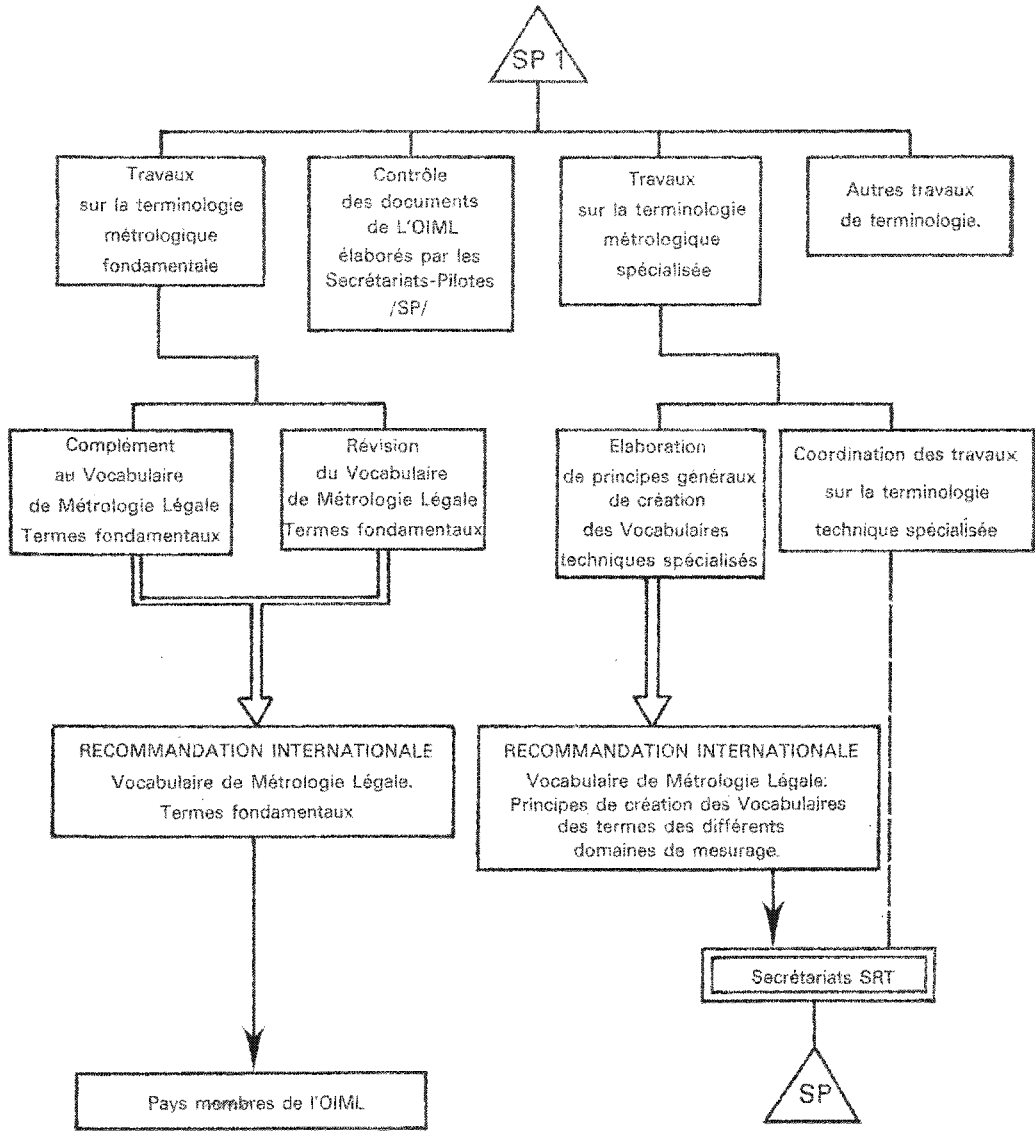 SP 1
Travaux
sur la terminologie
métrologique
fondamentale
Contrôle
des documents
de L'OIML
élaborés par les
Secrétariats-Pilotes
/SP/
Travaux
sur la terminologie
métrologique
spécialisée
Autres travaux
de terminologie.
Complément
au Vocabulaire
de Métrologie Légale
Termes fondamentaux
Révision
du Vocabulaire
de Métrologie Légale
Termes fondamentaux
Elaboration
de principes généraux
de création
des Vocabulaires
techniques spécialisés
Coordination des travaux
sur la terminologie
technique spécialisée
RECOMMANDATION INTERNATIONALE
Vocabulaire de Métrologie Légale.
Termes fondamentaux
RECOMMANDATION INTERNATIONALE
Vocabulaire de Métrologie Légale:
Principes de création des Vocabulaires
des termes des différents
domaines de mesurage.
Secrétariats SRT
Pays membres de l'OIML
SP